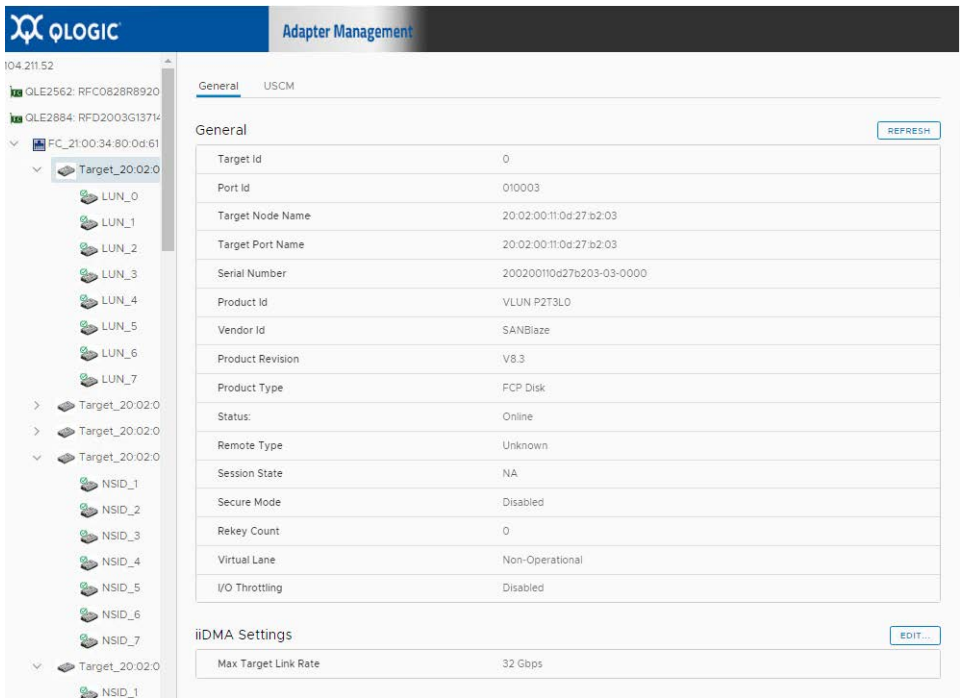 QLOGIC
Adapter Management
104.211.52
QLE2562: RFC0828R8920
QLE2884: RFD2003G13714
FC_21:00:34:80:0d:61
Target_20:02:0
LUN_0
LUN_1
LUN_2
LUN_3
LUN_4
LUN_5
LUN_6
LUN_7
Target_20:02:0
Target_20:02:0
Target_20:02:0
NSID_1
NSID_2
NSID_3
NSID_4
NSID_5
NSID_6
NSID_7
Target_20:02:0
NSID_1
General USCM
General REFRESH
Target Id 0
Port Id 010003
Target Node Name 20:02:00:11:0d:27:b2:03
Target Port Name 20:02:00:11:0d:27:b2:03
Serial Number 200200110d27b203-03-0000
Product Id VLUN P2T3L0
Vendor Id SANBlaze
Product Revision V8.3
Product Type FCP Disk
Status: Online
Remote Type Unknown
Session State NA
Secure Mode Disabled
Rekey Count 0
Virtual Lane Non-Operational
I/O Throttling Disabled
iiDMA Settings EDIT...
Max Target Link Rate 32 Gbps